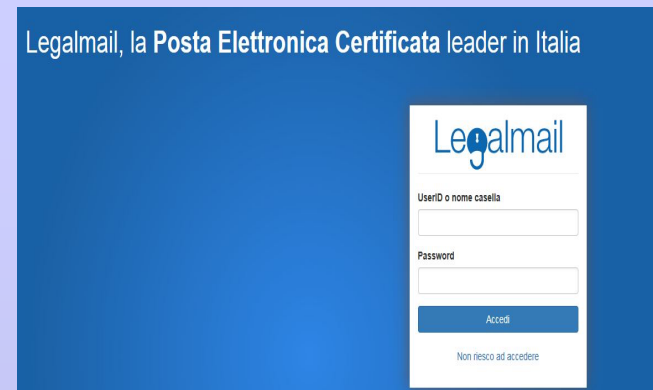 Legalmail, la Posta Elettronica Certificata leader in Italia
Legalmail
UserID o nome casella
Password
Accedi
Non riesco ad accedere